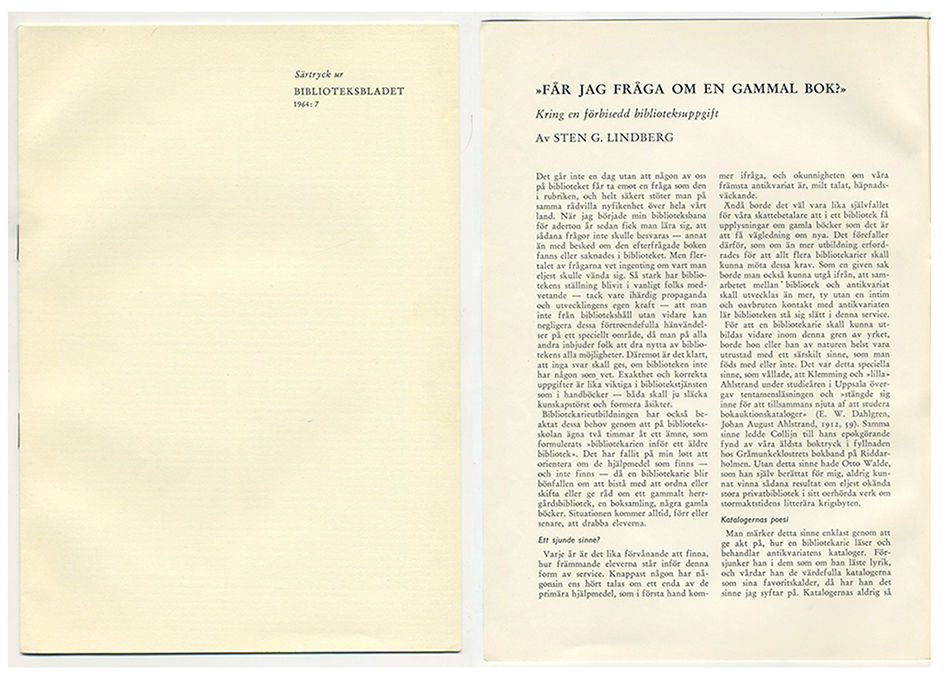 Särtryck ur
BIBLIOTEKSBLADET
1964:7
»FÅR JAG FRÅGA OM EN GAMMAL BOK?»
Kring en förbisedd biblioteksuppgift
Av STEN G. LINDBERG
Det går inte en dag utan att någon av oss
på biblioteket får ta emot en fråga som den
i rubriken, och helt säkert stöter man på
samma rådvilla nyfikenhet över hela vårt
land. När jag började min biblioteksbana
för aderton år sedan fick man lära sig, att
sådana frågor inte skulle besvaras — annat
än med besked om den efterfrågade boken
fanns eller saknades i biblioteket. Men fler-
talet av frågarna vet ingenting om vart man
eljest skulle vända sig. Så stark har biblio-
tekens ställning blivit i vanligt folks med-
vetande — tack vare ihärdig propaganda
och utvecklingens egen kraft — att man
inte från bibliotekshåll utan vidare kan
negligera dessa förtroendefulla hänvändel-
ser på ett speciellt område, då man på alla
andra inbjuder folk att dra nytta av biblio-
tekens alla möjligheter. Däremot är det klart,
att inga svar skall ges, om biblioteken inte
har någon som vet. Exakthet och korrekta
uppgifter är lika viktiga i bibliotekstjänsten
som i handböcker — båda skall ju släcka
kunskapstörst och formera åsikter.
Bibliotekarieutbildningen har också be-
aktat dessa behov genom att på biblioteks-
skolan ägna två timmar åt ett ämne, som
formulerats »bibliotekarien inför ett äldre
bibliotek». Det har fallit på min lott att
orientera om de hjälpmedel som finns —
och inte finns — då en bibliotekarie blir
bönfallen om att bistå med att ordna eller
skifta eller ge råd om ett gammalt herr-
gårdsbibliotek, en boksamling, några gamla
böcker. Situationen kommer alltid, förr eller
senare, att drabba eleverna.
Ett sjunde sinne?
Varje år är det lika förvånande att finna,
hur främmande eleverna står inför denna
form av service. Knappast någon har nå-
gonsin ens hört talas om ett enda av de
primära hjälpmedel, som i första hand kom-
mer ifråga, och okunnigheten om våra
främsta antikvariat är, milt talat, häpnads-
väckande.
Ändå borde det väl vara lika självfallet
för våra skattebetalare att i ett bibliotek få
upplysningar om gamla böcker som det är
att få vägledning om nya. Det förefaller
därför, som om än mer utbildning erford-
rades för att allt flera bibliotekarier skall
kunna möta dessa krav. Som en given sak
borde man också kunna utgå ifrån, att sam-
arbetet mellan bibliotek och antikvariat
skall utvecklas än mer, ty utan en intim
och oavbruten kontakt med antikvariaten
lär biblioteken stå sig slätt i denna service.
För att en bibliotekarie skall kunna ut-
bildas vidare inom denna gren av yrket,
borde hon eller han av naturen helst vara
utrustad med ett särskilt sinne, som man
föds med eller inte. Det var detta speciella
sinne, som vållade, att Klemming och »lilla»
Ahlstrand under studieåren i Uppsala över-
gav tentamensläsningen och »stängde sig
inne för att tillsammans njuta af att studera
bokauktionskataloger» (E. W. Dahlgren,
Johan August Ahlstrand, 1912, 59). Samma
sinne ledde Collijn till hans epokgörande
fynd av våra äldsta boktryck i fyllnaden
hos Gråmunkeklostrets bokband på Riddar-
holmen. Utan detta sinne hade Otto Walde,
som han själv berättat för mig, aldrig kun-
nat vinna sådana resultat om eljest okända
stora privatbibliotek i sitt oerhörda verk om
stormaktstidens litterära krigsbyten.
Katalogernas poesi
Man märker detta sinne enklast genom att
ge akt på, hur en bibliotekarie läser och
behandlar antikvariatens kataloger. För-
sjunker han i dem som om han läste lyrik,
och vårdar han de värdefulla katalogerna
som sina favoritskalder, då har han det
sinne jag syftar på. Katalogernas aldrig så